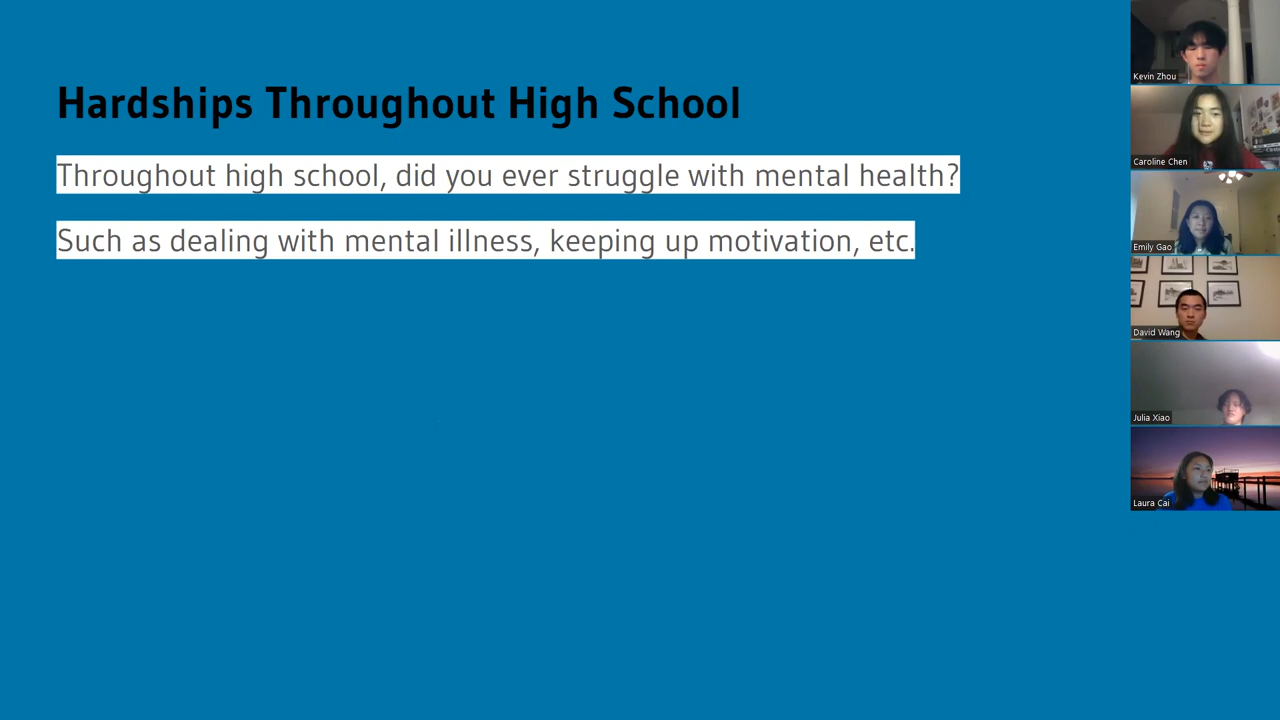 Hardships Throughout High School
Throughout high school, did you ever struggle with mental health?
Such as dealing with mental illness, keeping up motivation, etc.
Kevin Zhou
Caroline Chen
Emily Gao
David Wang
Julia Xiao
Laura Cai